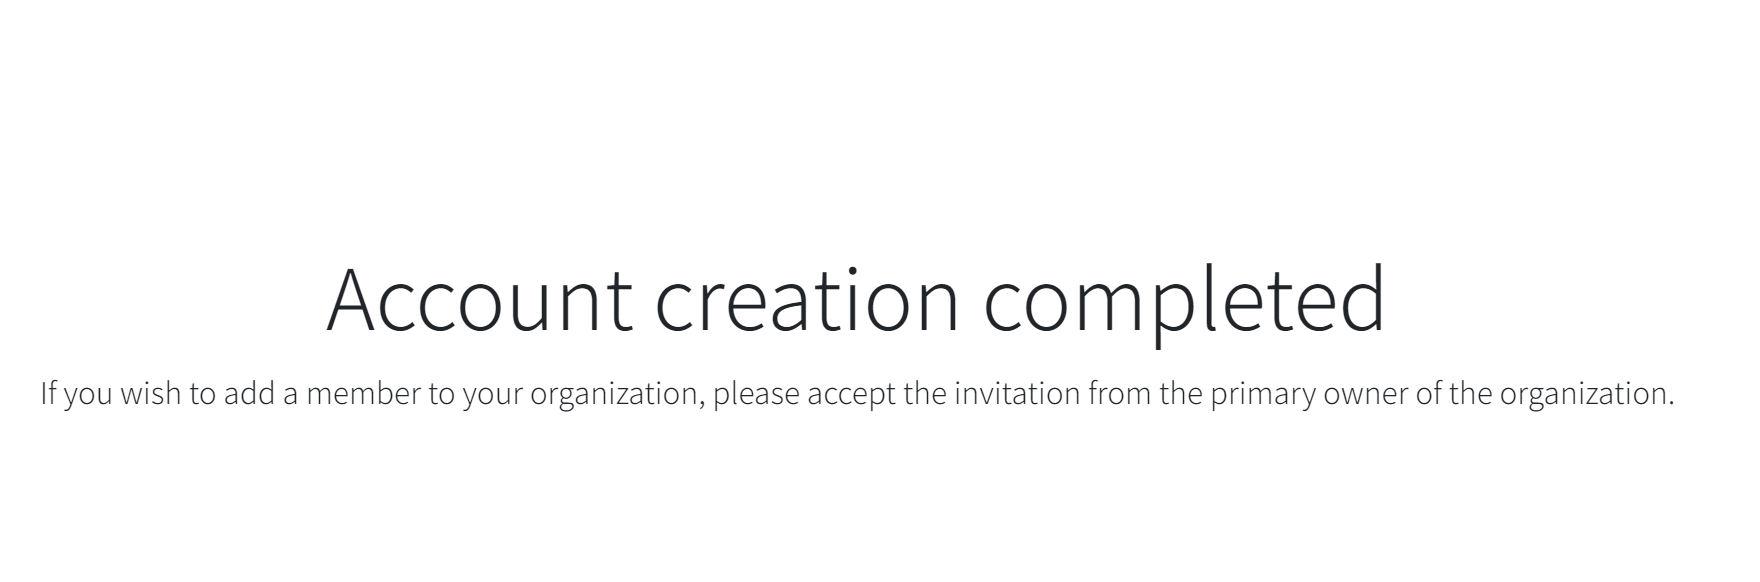 Account creation completed
If you wish to add a member to your organization, please accept the invitation from the primary owner of the organization.